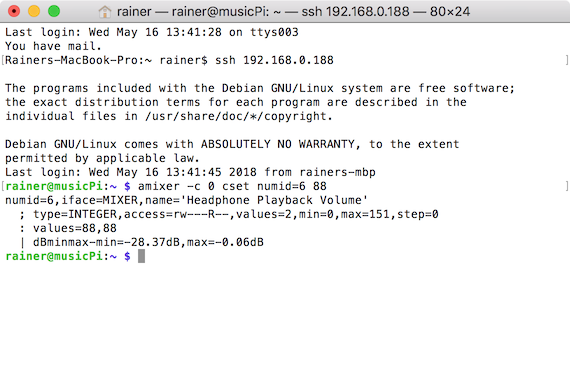 rainer — rainer@musicPi: ~ — ssh 192.168.0.188 — 80×24
Last login: Wed May 16 13:41:28 on ttys003
You have mail.
[Rainers-MacBook-Pro:~ rainer$ ssh 192.168.0.188 ]

The programs included with the Debian GNU/Linux system are free software;
the exact distribution terms for each program are described in the
individual files in /usr/share/doc/*/copyright.

Debian GNU/Linux comes with ABSOLUTELY NO WARRANTY, to the extent
permitted by applicable law.
Last login: Wed May 16 13:41:45 2018 from rainers-mbp
[rainer@musicPi:~ $ amixer -c 0 cset numid=6 88 ]
numid=6,iface=MIXER,name='Headphone Playback Volume'
  ; type=INTEGER,access=rw---R--,values=2,min=0,max=151,step=0
  : values=88,88
  | dBminmax-min=-28.37dB,max=-0.06dB
rainer@musicPi:~ $